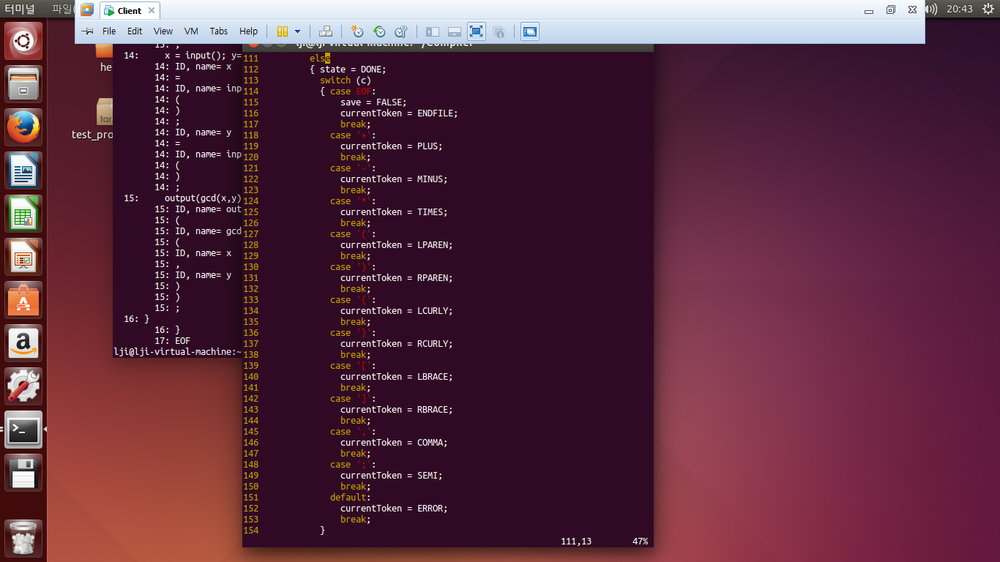 터미널 파일
Client
20:43
File Edit View VM Tabs Help
lji@lji-virtual-machine: ~/compiler
he
tar.
test_pro
15: ;
14: x = input(); y=
14: ID, name= x
14: =
14: ID, name= inp
14: (
14: )
14: ;
14: ID, name= y
14: =
14: ID, name= inp
14: (
14: )
14: ;
15: output(gcd(x,y)
15: ID, name= out
15: (
15: ID, name= gcd
15: (
15: ID, name= x
15: ,
15: ID, name= y
15: )
15: )
15: ;
16: }
16: }
17: EOF
lji@lji-virtual-machine:~
111 else
112 { state = DONE;
113 switch (c)
114 { case EOF:
115 save = FALSE;
116 currentToken = ENDFILE;
117 break;
118 case '+':
119 currentToken = PLUS;
120 break;
121 case '-':
122 currentToken = MINUS;
123 break;
124 case '*':
125 currentToken = TIMES;
126 break;
127 case '(':
128 currentToken = LPAREN;
129 break;
130 case ')':
131 currentToken = RPAREN;
132 break;
133 case '{':
134 currentToken = LCURLY;
135 break;
136 case '}':
137 currentToken = RCURLY;
138 break;
139 case '[':
140 currentToken = LBRACE;
141 break;
142 case ']':
143 currentToken = RBRACE;
144 break;
145 case ',':
146 currentToken = COMMA;
147 break;
148 case ';':
149 currentToken = SEMI;
150 break;
151 default:
152 currentToken = ERROR;
153 break;
154 }
111,13 47%